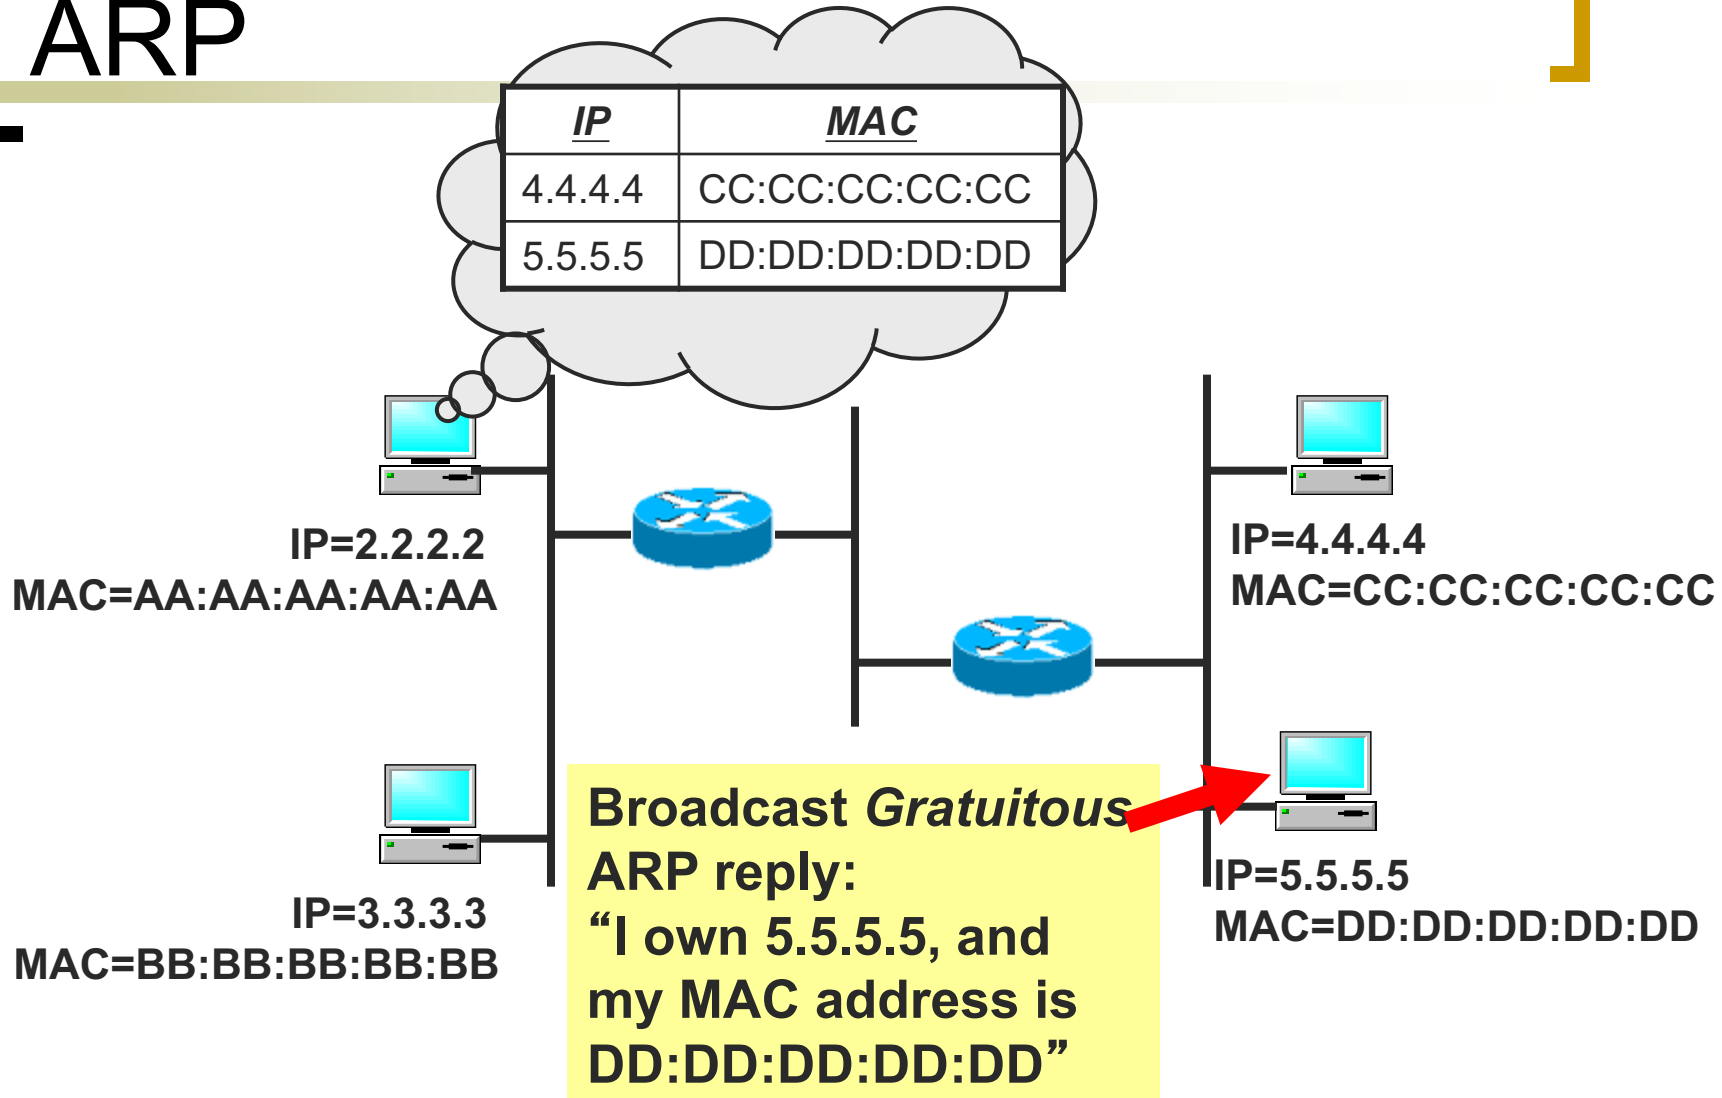 ARP
IP MAC
4.4.4.4 CC:CC:CC:CC:CC
5.5.5.5 DD:DD:DD:DD:DD
IP=2.2.2.2
MAC=AA:AA:AA:AA:AA
IP=4.4.4.4
MAC=CC:CC:CC:CC:CC
IP=3.3.3.3
MAC=BB:BB:BB:BB:BB
Broadcast Gratuitous
ARP reply:
“I own 5.5.5.5, and
my MAC address is
DD:DD:DD:DD:DD”
IP=5.5.5.5
MAC=DD:DD:DD:DD:DD